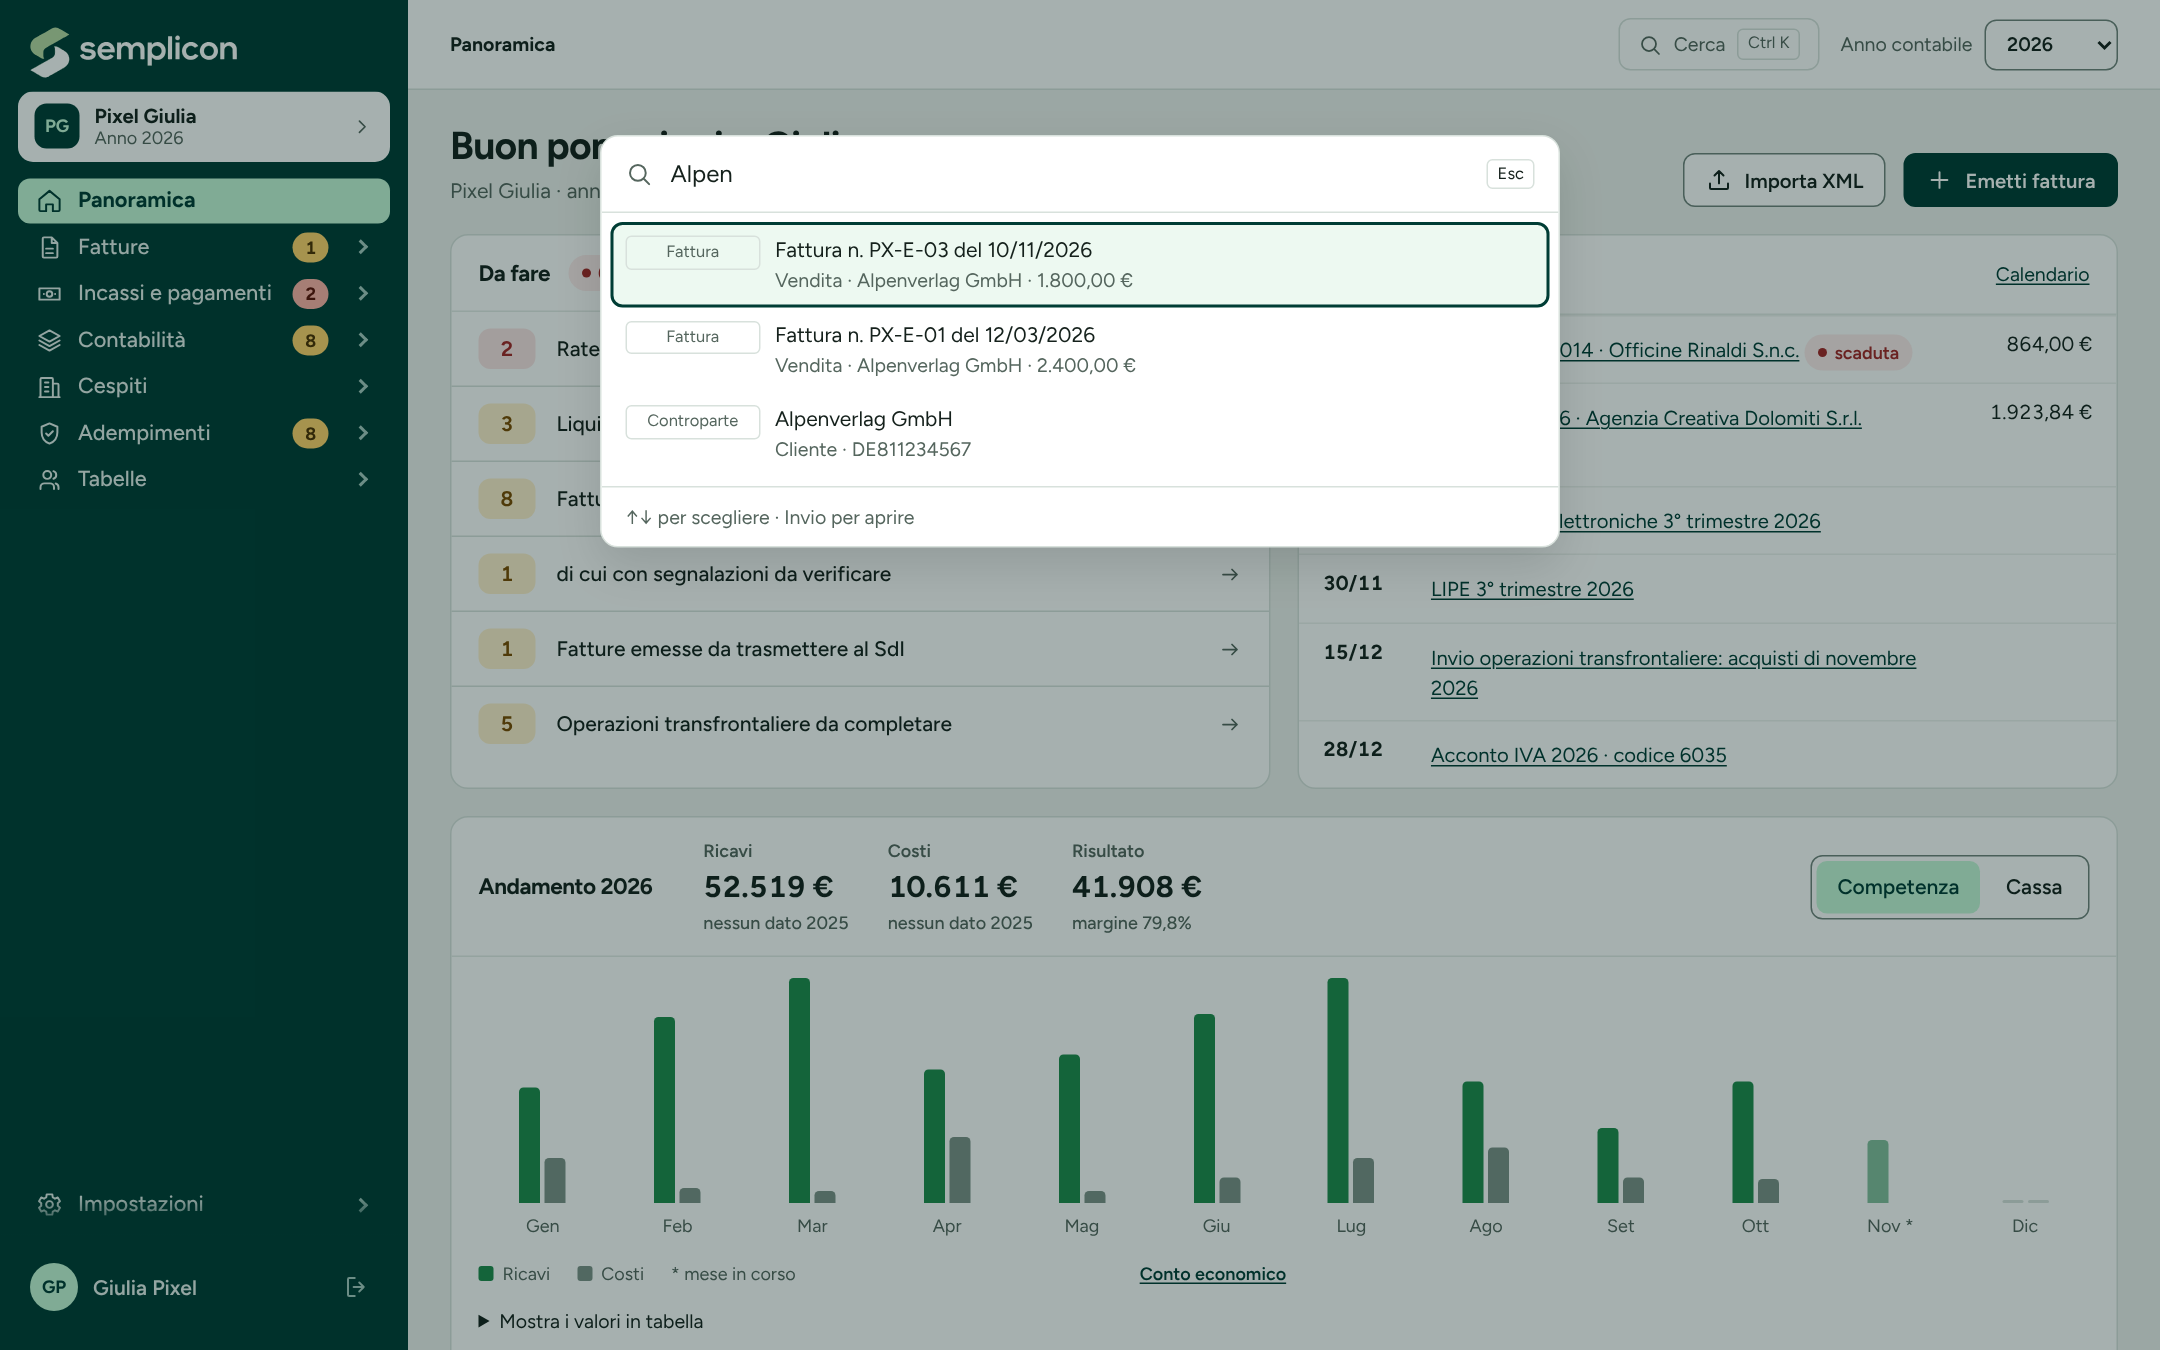 semplicon
PG
Pixel Giulia
Anno 2026
Panoramica
Fatture
1
Incassi e pagamenti
2
Contabilità
8
Cespiti
Adempimenti
8
Tabelle
Impostazioni
GP
Giulia Pixel
Panoramica
Cerca
Ctrl K
Anno contabile
2026
Pixel Giulia
Importa XML
Emetti fattura
Alpen
Esc
Fattura
Fattura n. PX-E-03 del 10/11/2026
Vendita · Alpenverlag GmbH · 1.800,00 €
Fattura
Fattura n. PX-E-01 del 12/03/2026
Vendita · Alpenverlag GmbH · 2.400,00 €
Controparte
Alpenverlag GmbH
Cliente · DE811234567
↑↓ per scegliere · Invio per aprire
Buon
Da fare
2
Rate
3
8
1
di cui con segnalazioni da verificare
1
Fatture emesse da trasmettere al SdI
5
Operazioni transfrontaliere da completare
Calendario
014 · Officine Rinaldi S.n.c.
scaduta
864,00 €
6 · Agenzia Creativa Dolomiti S.r.l.
1.923,84 €
lettroniche 3° trimestre 2026
30/11
LIPE 3° trimestre 2026
15/12
Invio operazioni transfrontaliere: acquisti di novembre
2026
28/12
Acconto IVA 2026 · codice 6035
Andamento 2026
Ricavi
52.519 €
nessun dato 2025
Costi
10.611 €
nessun dato 2025
Risultato
41.908 €
margine 79,8%
Competenza
Cassa
Gen
Feb
Mar
Apr
Mag
Giu
Lug
Ago
Set
Ott
Nov *
Dic
Ricavi
Costi
* mese in corso
Conto economico
Mostra i valori in tabella